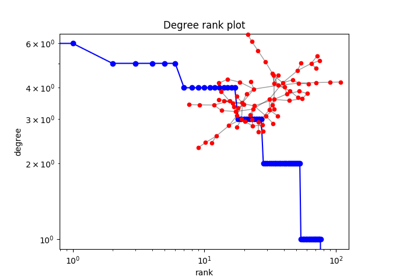 Degree rank plot
6 × 10⁰
4 × 10⁰
3 × 10⁰
2 × 10⁰
10⁰
degree
10⁰ 10¹ 10²
rank